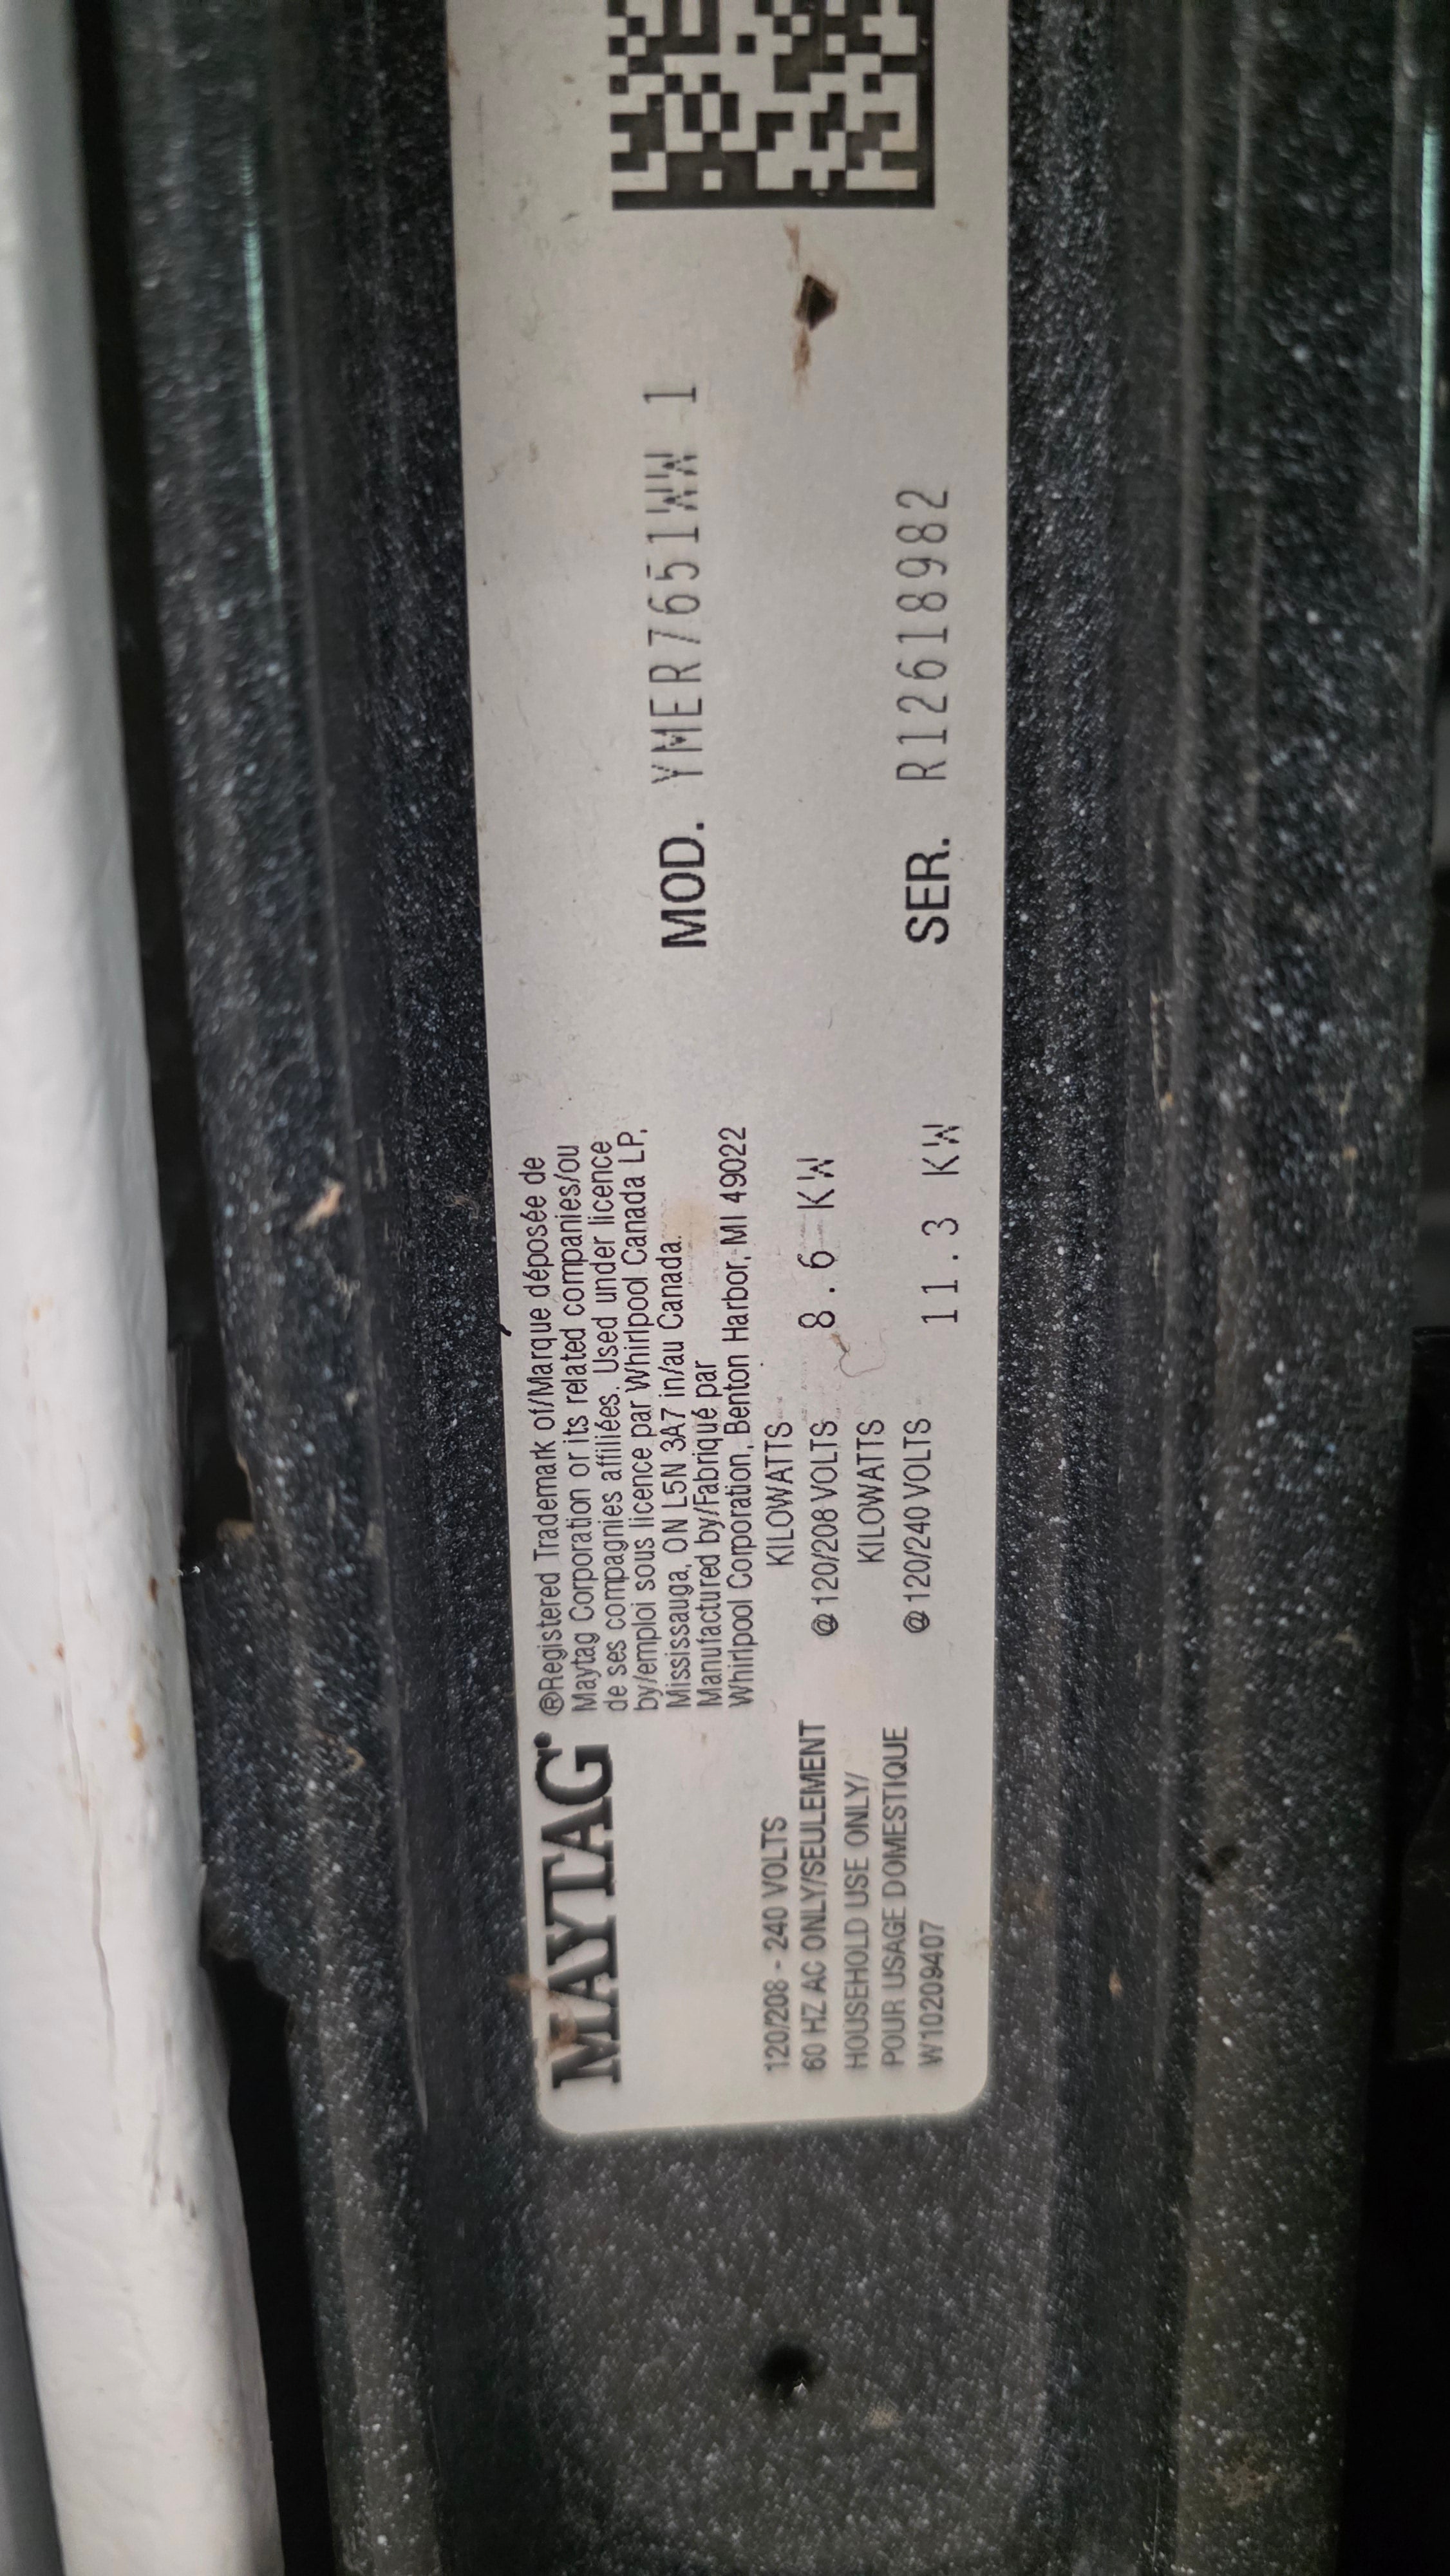 MAYTAG®
®Registered Trademark of/Marque déposée de
Maytag Corporation or its related companies/ou
de ses compagnies affiliées. Used under licence
by/emploi sous licence par Whirlpool Canada LP,
Mississauga, ON L5N 3A7 in/au Canada.
Manufactured by/Fabriqué par
Whirlpool Corporation, Benton Harbor, MI 49022
120/208 - 240 VOLTS
60 HZ AC ONLY/SEULEMENT
HOUSEHOLD USE ONLY/
POUR USAGE DOMESTIQUE
W10209407
KILOWATTS
@ 120/208 VOLTS 8.6 KW
KILOWATTS
@ 120/240 VOLTS 11.3 KW
MOD. YMER7651WW 1
SER. R12618982